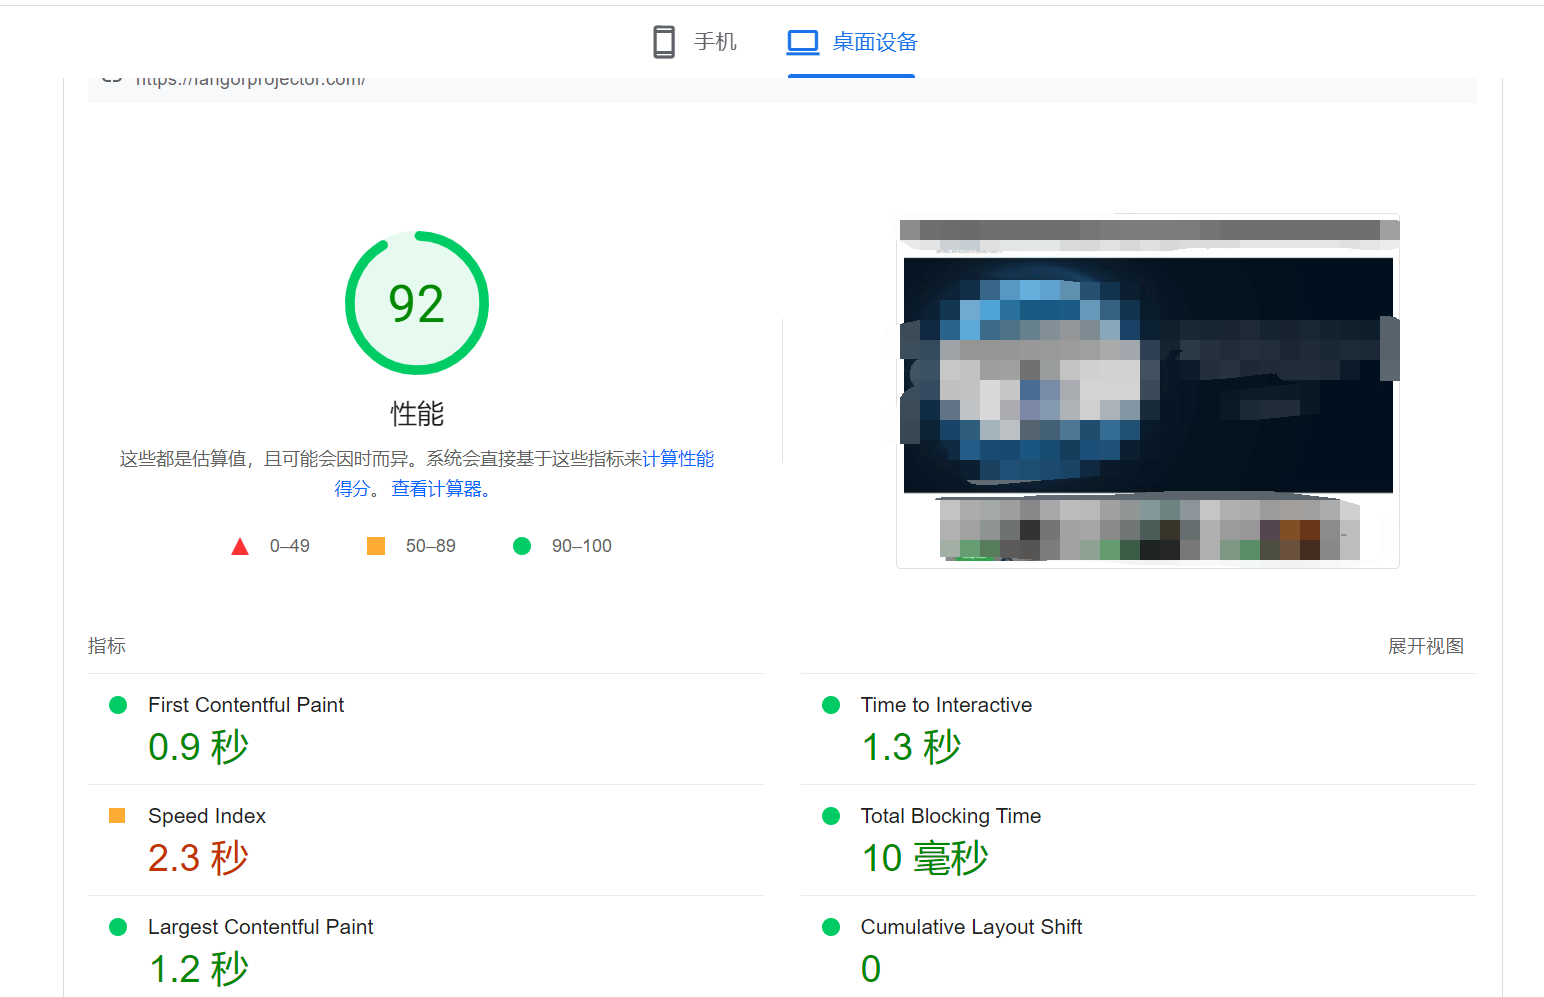 手机
桌面设备
https://fangorprojector.com/
92
性能
这些都是估算值，且可能会因时而异。系统会直接基于这些指标来计算性能
得分。 查看计算器。
0–49
50–89
90–100
指标
展开视图
First Contentful Paint
0.9 秒
Time to Interactive
1.3 秒
Speed Index
2.3 秒
Total Blocking Time
10 毫秒
Largest Contentful Paint
1.2 秒
Cumulative Layout Shift
0